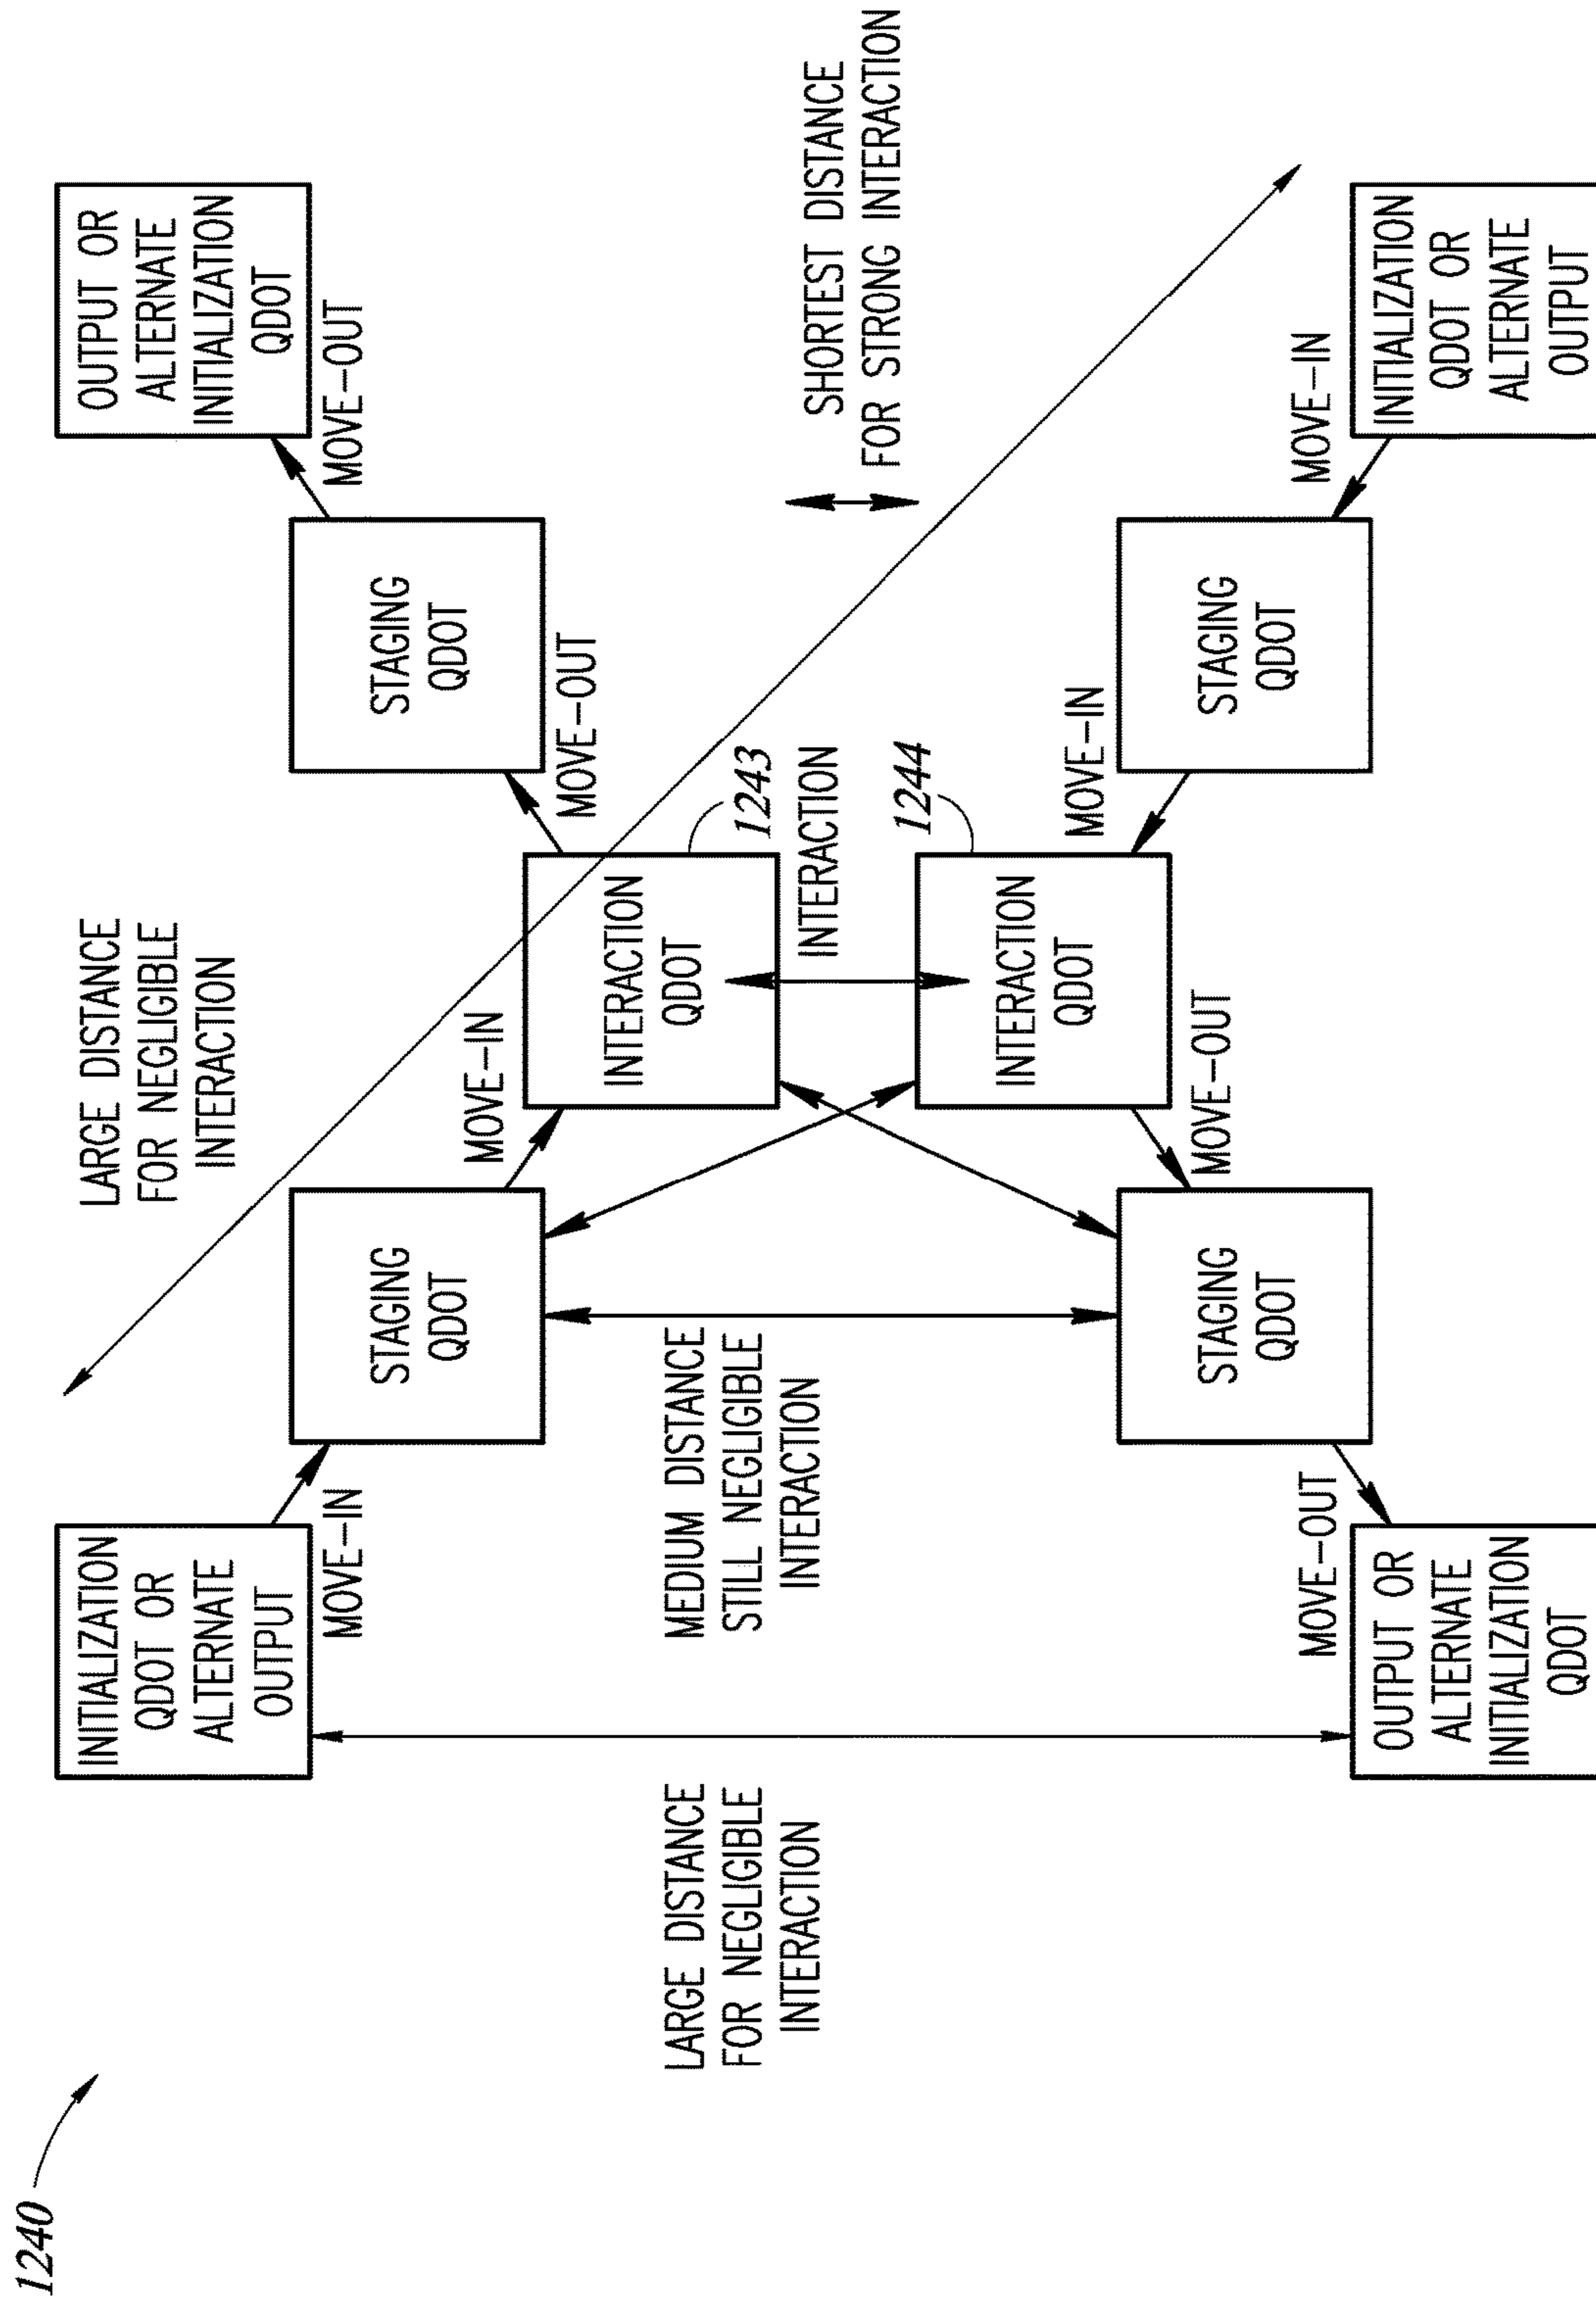 1240
LARGE DISTANCE
FOR NEGLIGIBLE
INTERACTION
INITIALIZATION
QDOT OR
ALTERNATE
OUTPUT
MOVE-IN
STAGING
QDOT
MOVE-IN
LARGE DISTANCE
FOR NEGLIGIBLE
INTERACTION
INTERACTION
QDOT
1243
MOVE-OUT
STAGING
QDOT
MOVE-OUT
OUTPUT OR
ALTERNATE
INITIALIZATION
QDOT
MEDIUM DISTANCE
STILL NEGLIGIBLE
INTERACTION
INTERACTION
SHORTEST DISTANCE
FOR STRONG INTERACTION
OUTPUT OR
ALTERNATE
INITIALIZATION
QDOT
MOVE-OUT
STAGING
QDOT
MOVE-OUT
INTERACTION
QDOT
1244
MOVE-IN
STAGING
QDOT
MOVE-IN
INITIALIZATION
QDOT OR
ALTERNATE
OUTPUT